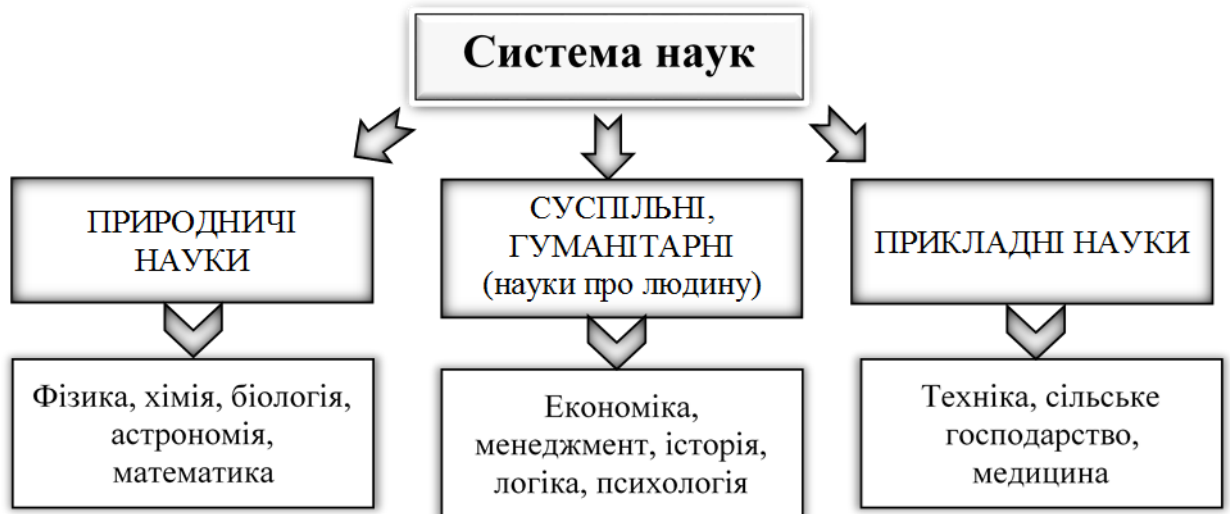 Система наук
ПРИРОДНИЧІ
НАУКИ
СУСПІЛЬНІ,
ГУМАНІТАРНІ
(науки про людину)
ПРИКЛАДНІ НАУКИ
Фізика, хімія, біологія,
астрономія,
математика
Економіка,
менеджмент, історія,
логіка, психологія
Техніка, сільське
господарство,
медицина